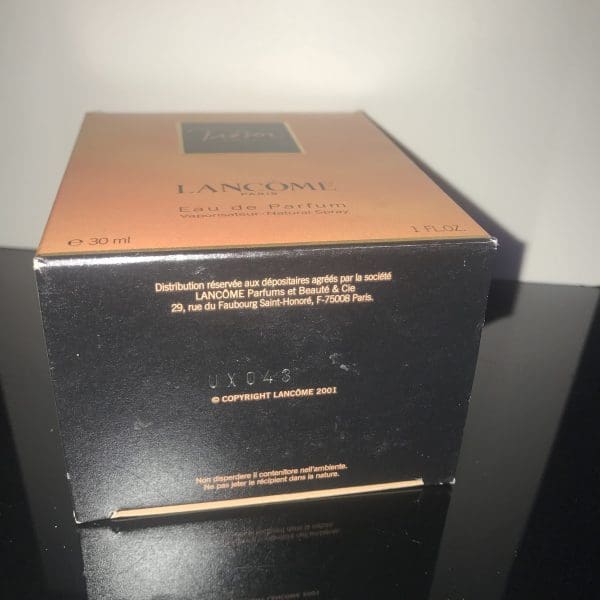 Trésor
LANCÔME
PARIS
Eau de Parfum
Vaporisateur-Natural Spray
℮ 30 ml
1 FL.OZ.
Distribution réservée aux dépositaires agréés par la société
LANCÔME Parfums et Beauté & Cie
29, rue du Faubourg Saint-Honoré, F-75008 Paris.
UX043
© COPYRIGHT LANCÔME 2001
Non disperdere il contenitore nell'ambiente.
Ne pas jeter le récipient dans la nature.